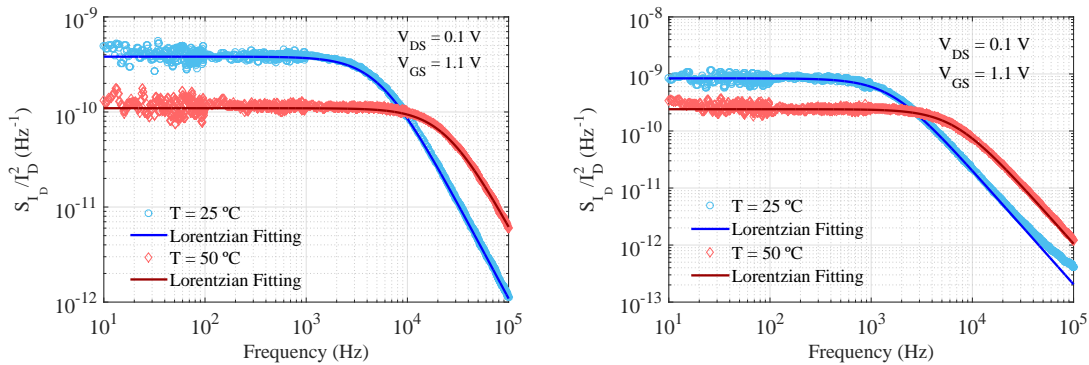 10^-9
10^-10
10^-11
10^-12
S_{I_D}/I_D^2 (Hz^-1)
V_DS = 0.1 V
V_GS = 1.1 V
T = 25 ºC
Lorentzian Fitting
T = 50 ºC
Lorentzian Fitting
10^1 10^2 10^3 10^4 10^5
Frequency (Hz)
10^-8
10^-9
10^-10
10^-11
10^-12
10^-13
S_{I_D}/I_D^2 (Hz^-1)
V_DS = 0.1 V
V_GS = 1.1 V
T = 25 ºC
Lorentzian Fitting
T = 50 ºC
Lorentzian Fitting
10^1 10^2 10^3 10^4 10^5
Frequency (Hz)